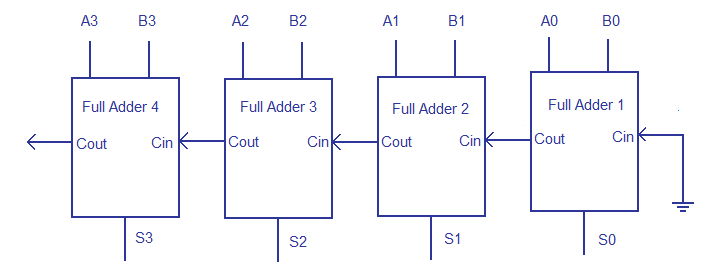 A3 B3 A2 B2 A1 B1 A0 B0
Full Adder 4 Full Adder 3 Full Adder 2 Full Adder 1
Cout Cin Cout Cin Cout Cin Cout Cin
S3 S2 S1 S0